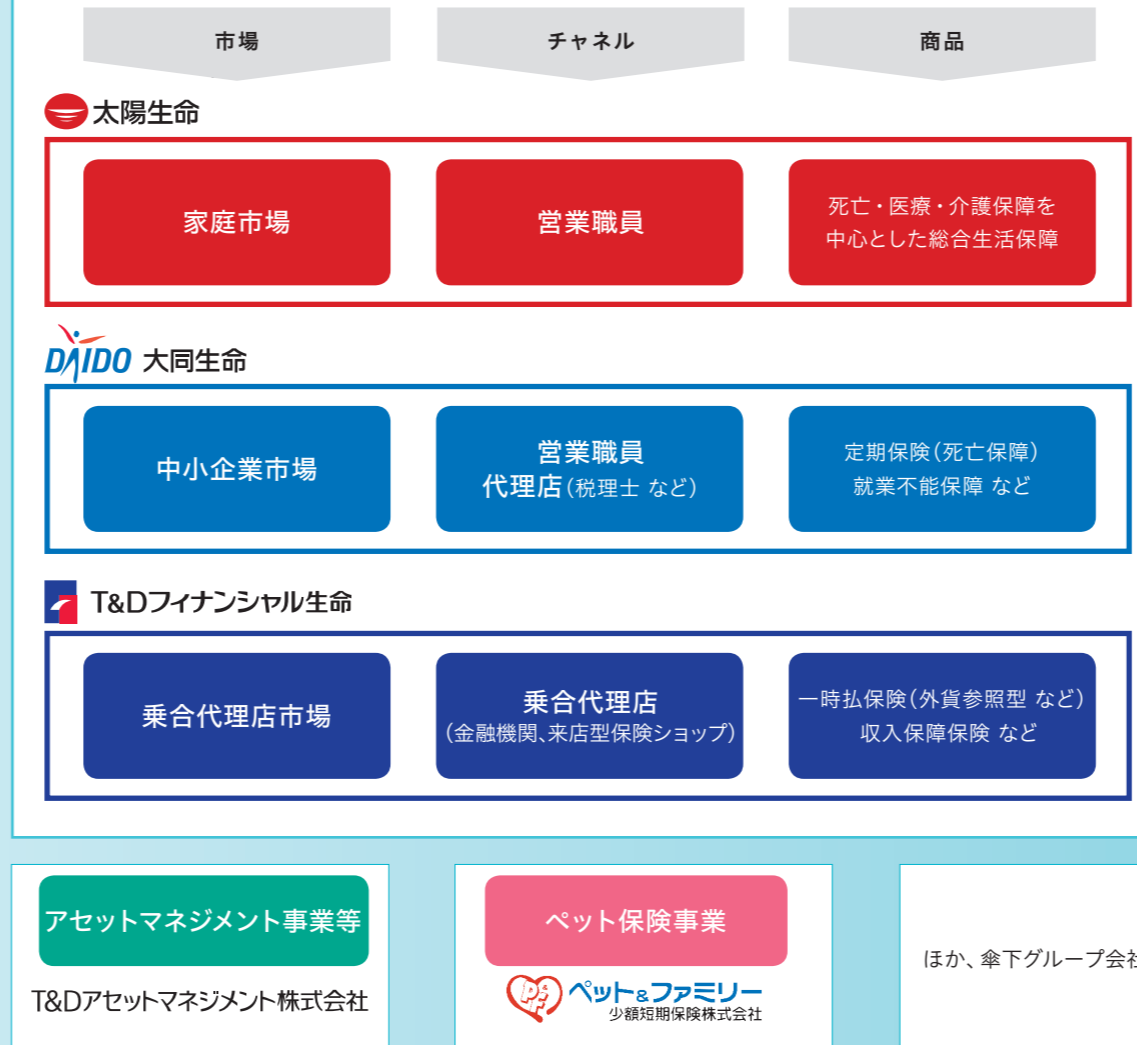 市場
チャネル
商品
太陽生命
家庭市場
営業職員
死亡・医療・介護保障を
中心とした総合生活保障
DAIDO 大同生命
中小企業市場
営業職員
代理店(税理士 など)
定期保険(死亡保障)
就業不能保障 など
T&Dフィナンシャル生命
乗合代理店市場
乗合代理店
(金融機関、来店型保険ショップ)
一時払保険(外貨参照型 など)
収入保障保険 など
アセットマネジメント事業等
T&Dアセットマネジメント株式会社
ペット保険事業
P&F
ペット&ファミリー
少額短期保険株式会社
ほか、傘下グループ会社